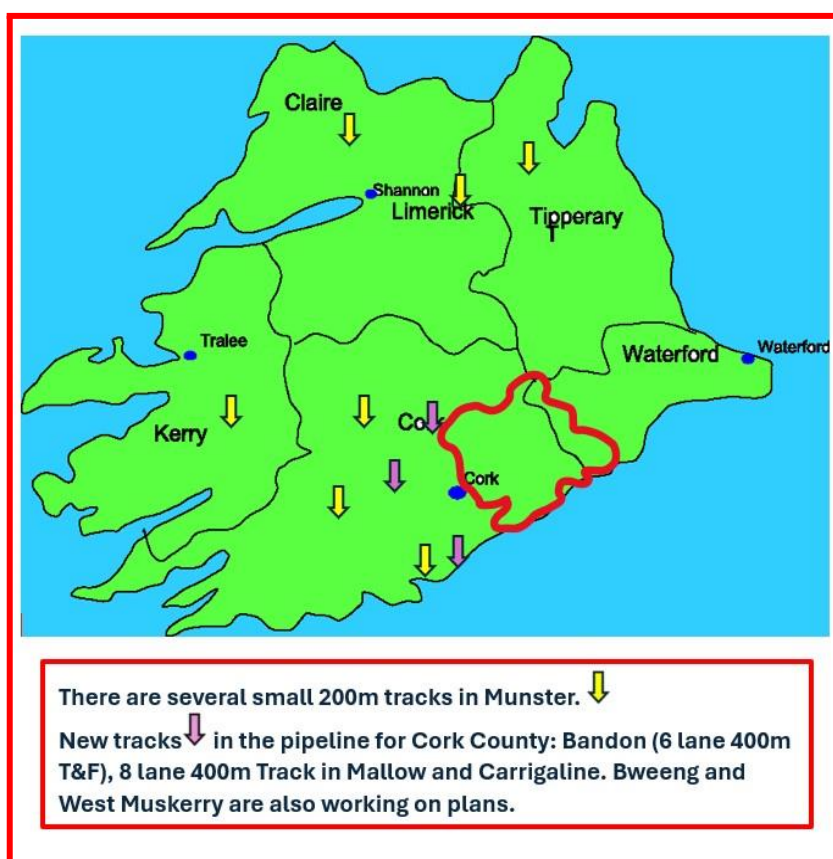 Claire
Shannon
Limerick
Tipperary
Tralee
Waterford
Waterford
Kerry
Cork
Cork
There are several small 200m tracks in Munster.
New tracks in the pipeline for Cork County: Bandon (6 lane 400m
T&F), 8 lane 400m Track in Mallow and Carrigaline. Bweeng and
West Muskerry are also working on plans.